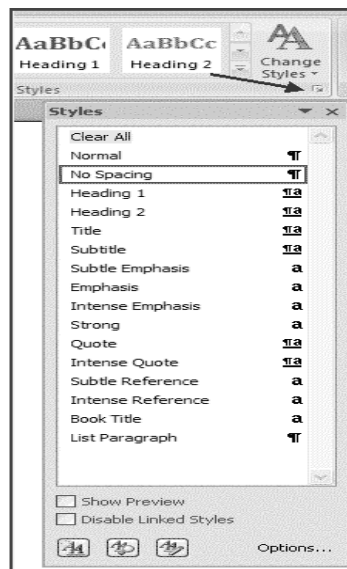 AaBbCc AaBbCc
Heading 1 Heading 2 Change
Styles
Styles
Styles
Clear All
Normal ¶
No Spacing ¶
Heading 1 ¶a
Heading 2 ¶a
Title ¶a
Subtitle ¶a
Subtle Emphasis a
Emphasis a
Intense Emphasis a
Strong a
Quote ¶a
Intense Quote ¶a
Subtle Reference a
Intense Reference a
Book Title a
List Paragraph ¶
Show Preview
Disable Linked Styles
Options...